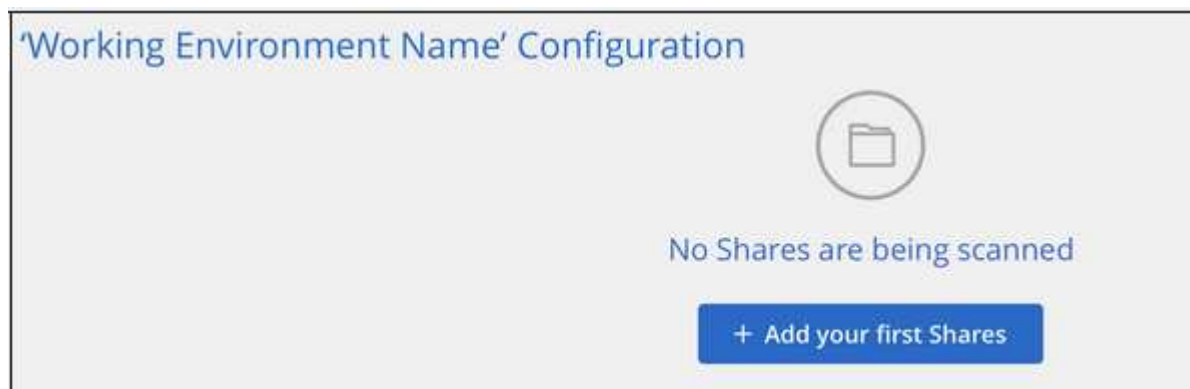 ‘Working Environment Name’ Configuration
No Shares are being scanned
+ Add your first Shares